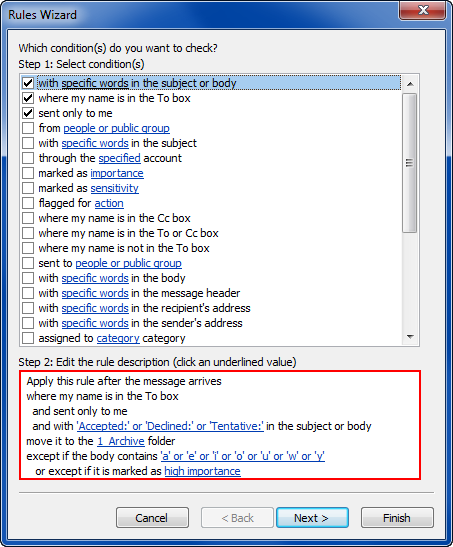 Rules Wizard
Which condition(s) do you want to check?
Step 1: Select condition(s)
with specific words in the subject or body
where my name is in the To box
sent only to me
from people or public group
with specific words in the subject
through the specified account
marked as importance
marked as sensitivity
flagged for action
where my name is in the Cc box
where my name is in the To or Cc box
where my name is not in the To box
sent to people or public group
with specific words in the body
with specific words in the message header
with specific words in the recipient's address
with specific words in the sender's address
assigned to category category
Step 2: Edit the rule description (click an underlined value)
Apply this rule after the message arrives
where my name is in the To box
and sent only to me
and with 'Accepted:' or 'Declined:' or 'Tentative:' in the subject or body
move it to the 1_Archive folder
except if the body contains 'a' or 'e' or 'i' or 'o' or 'u' or 'w' or 'y'
or except if it is marked as high importance
Cancel
< Back
Next >
Finish